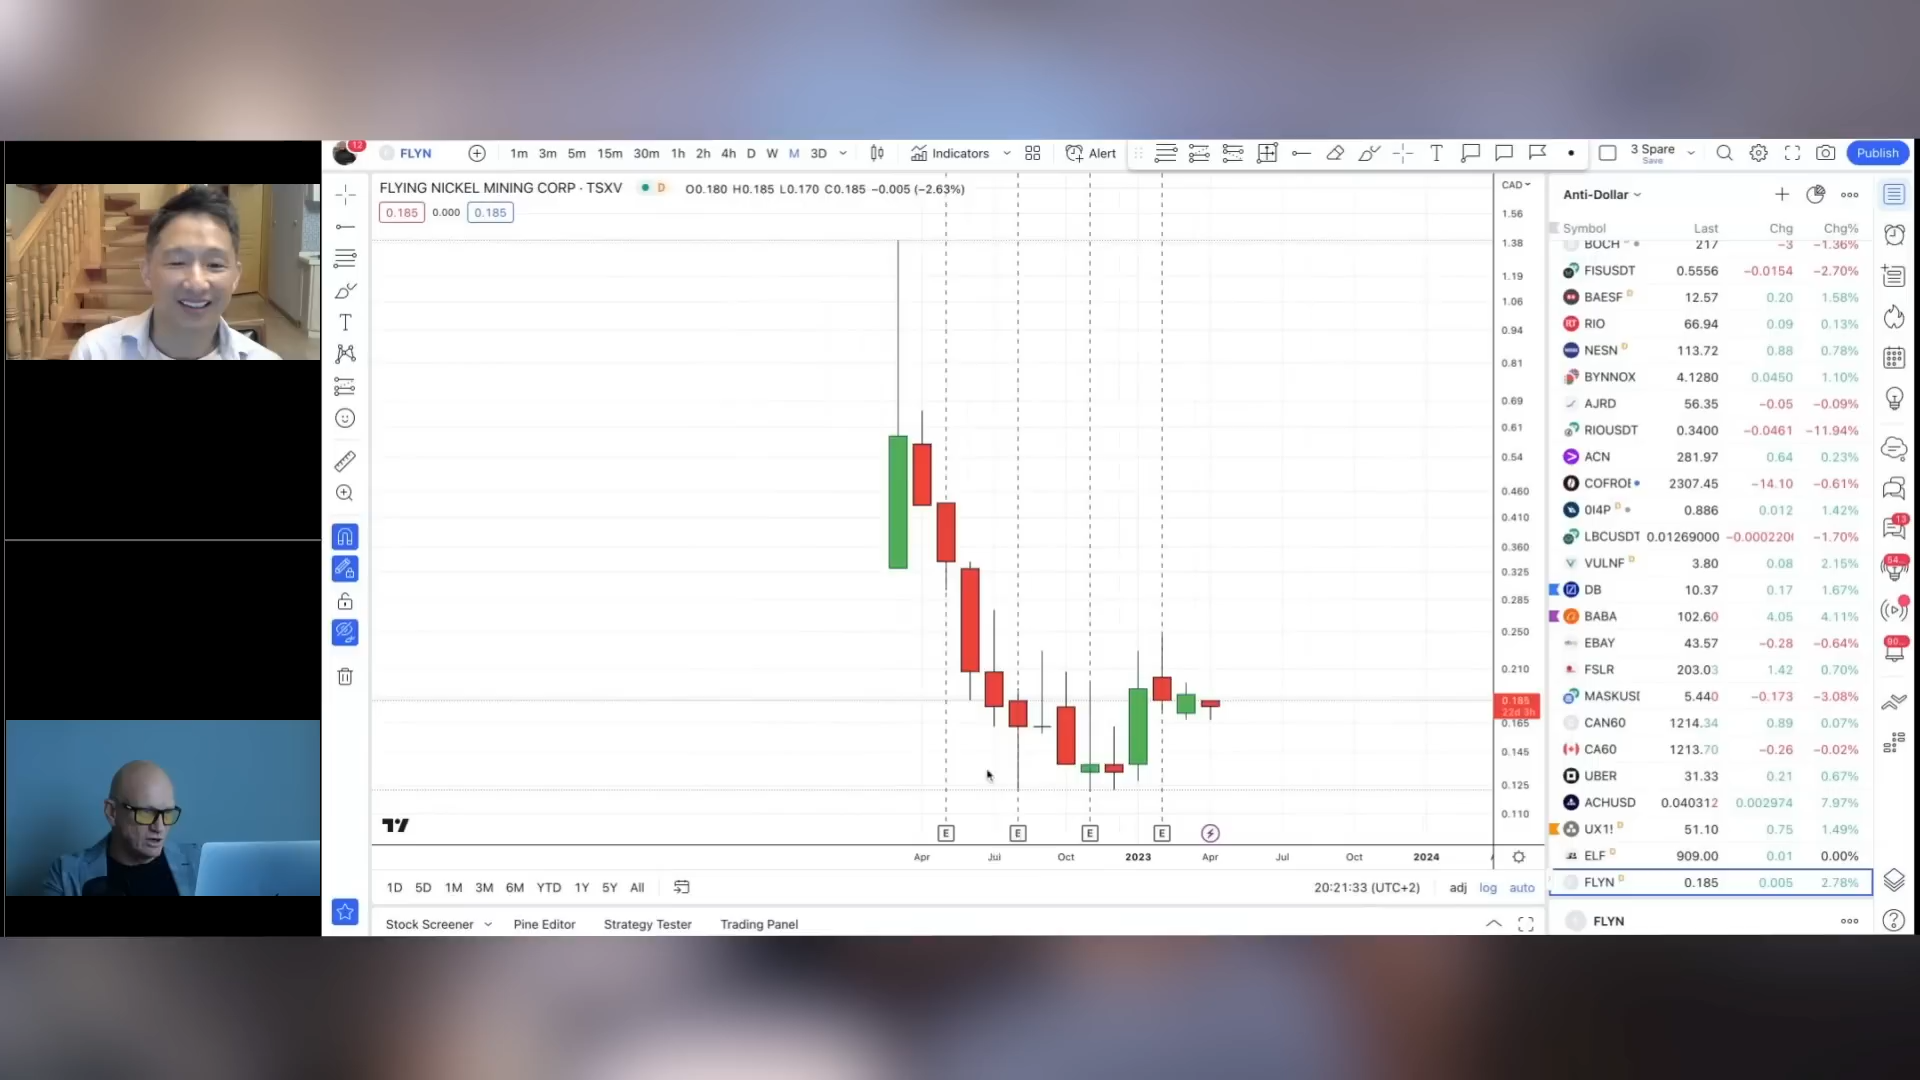 12 FLYN 1m 3m 5m 15m 30m 1h 2h 4h D W M 3D Indicators Alert T 3 Spare Save Publish
FLYING NICKEL MINING CORP · TSXV D O0.180 H0.185 L0.170 C0.185 −0.005 (−2.63%)
0.185 0.000 0.185
CAD
1.56
1.38
1.19
1.06
0.94
0.81
0.69
0.61
0.54
0.460
0.410
0.360
0.325
0.285
0.250
0.210
0.185
22d 3h
0.165
0.145
0.125
0.110
E E E E
Apr Jul Oct 2023 Apr Jul Oct 2024
1D 5D 1M 3M 6M YTD 1Y 5Y All 20:21:33 (UTC+2) adj log auto
Stock Screener Pine Editor Strategy Tester Trading Panel
Anti-Dollar
Symbol Last Chg Chg%
BOCH 217 −3 −1.36%
FISUSDT 0.5556 −0.0154 −2.70%
BAESF D 12.57 0.20 1.58%
RIO 66.94 0.09 0.13%
NESN D 113.72 0.88 0.78%
BYNNOX 4.1280 0.0450 1.10%
AJRD 56.35 −0.05 −0.09%
RIOUSDT 0.3400 −0.0461 −11.94%
ACN 281.97 0.64 0.23%
COFROE 2307.45 −14.10 −0.61%
0I4P D 0.886 0.012 1.42%
LBCUSDT 0.01269000 −0.0002220 −1.70%
VULNF D 3.80 0.08 2.15%
DB 10.37 0.17 1.67%
BABA 102.60 4.05 4.11%
EBAY 43.57 −0.28 −0.64%
FSLR 203.03 1.42 0.70%
MASKUSI 5.440 −0.173 −3.08%
CAN60 1214.34 0.89 0.07%
CA60 1213.70 −0.26 −0.02%
UBER 31.33 0.21 0.67%
ACHUSD 0.040312 0.002974 7.97%
UX1! D 51.10 0.75 1.49%
ELF D 909.00 0.01 0.00%
FLYN D 0.185 0.005 2.78%
FLYN
13